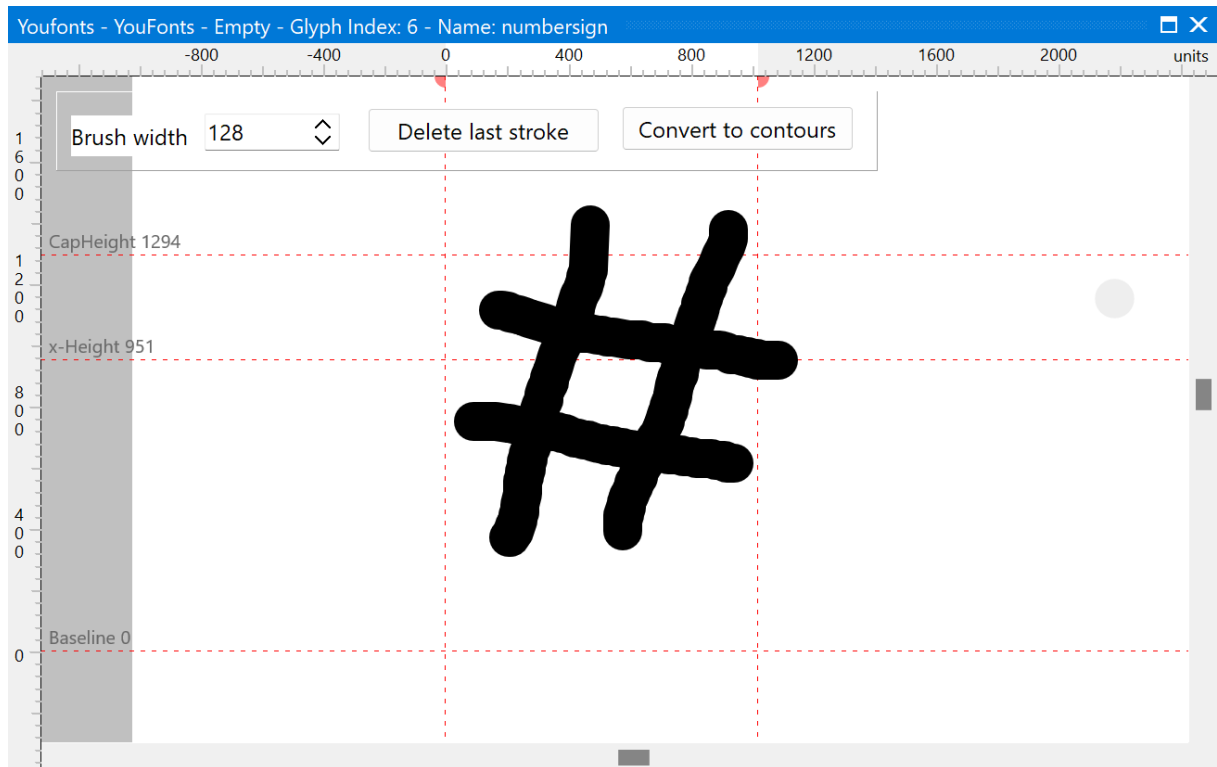 Youfonts - YouFonts - Empty - Glyph Index: 6 - Name: numbersign
-800 -400 0 400 800 1200 1600 2000 units
Brush width 128 Delete last stroke Convert to contours
1600
CapHeight 1294
1200
x-Height 951
800
#
400
Baseline 0
0